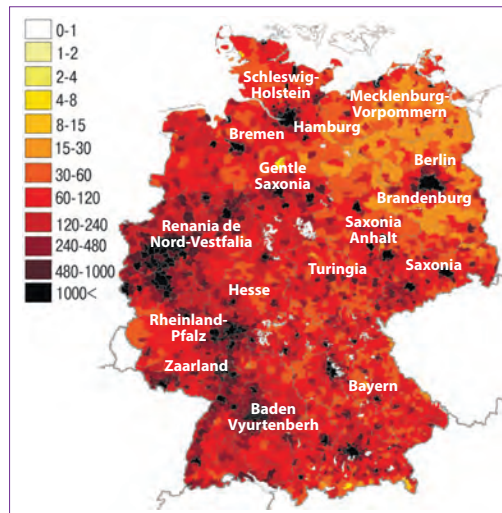 0-1
1-2
2-4
4-8
8-15
15-30
30-60
60-120
120-240
240-480
480-1000
1000<
Schleswig-
Holstein
Mecklenburg-
Vorpommern
Hamburg
Bremen
Gentle
Saxonia
Berlin
Brandenburg
Renania de
Nord-Vestfalia
Saxonia
Anhalt
Turingia
Saxonia
Hesse
Rheinland-
Pfalz
Zaarland
Bayern
Baden
Vyurtenberh